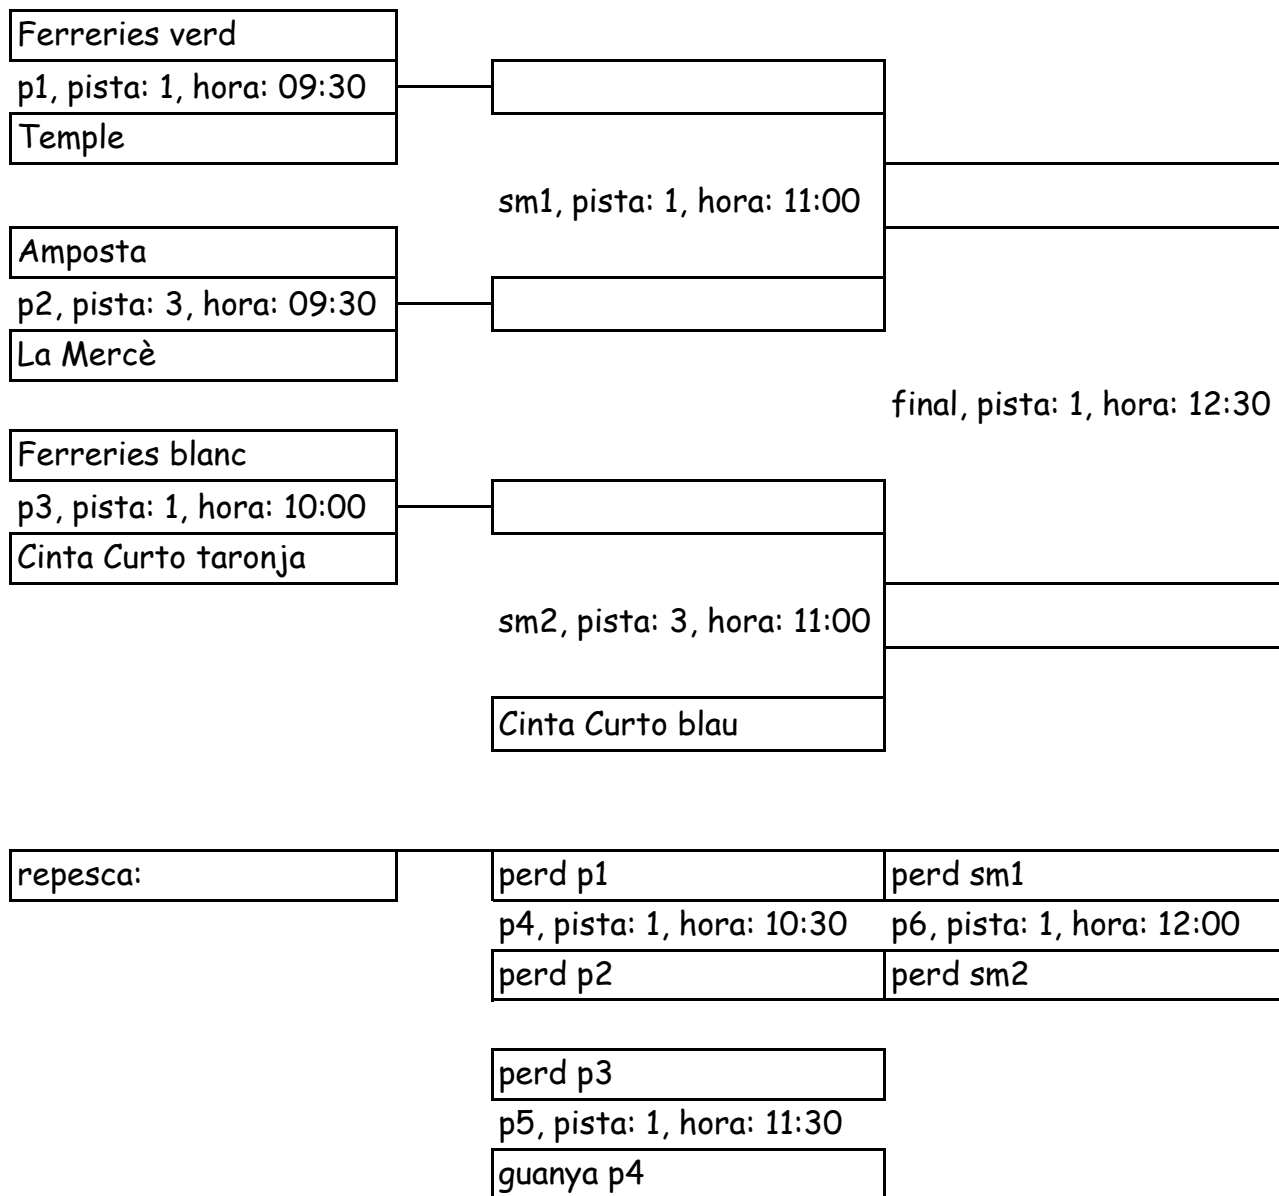 Ferreries verd
p1, pista: 1, hora: 09:30
Temple
sm1, pista: 1, hora: 11:00
Amposta
p2, pista: 3, hora: 09:30
La Mercè
final, pista: 1, hora: 12:30
Ferreries blanc
p3, pista: 1, hora: 10:00
Cinta Curto taronja
sm2, pista: 3, hora: 11:00
Cinta Curto blau
repesca:
perd p1
perd sm1
p4, pista: 1, hora: 10:30
p6, pista: 1, hora: 12:00
perd p2
perd sm2
perd p3
p5, pista: 1, hora: 11:30
guanya p4